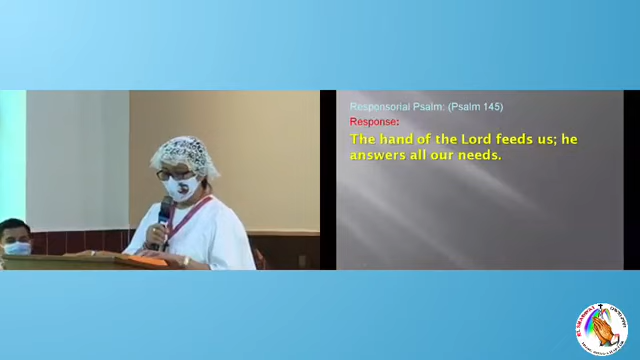 Responsorial Psalm: (Psalm 145)
Response:
The hand of the Lord feeds us; he
answers all our needs.